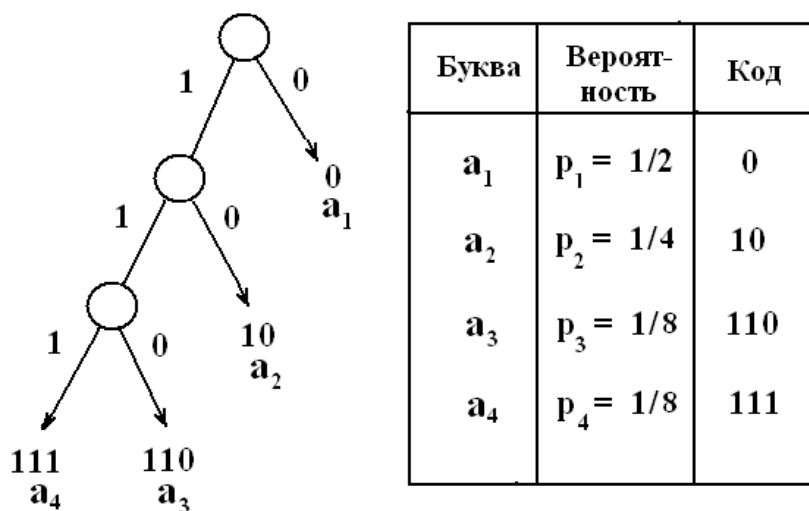 1
0
0
a1
1
0
10
a2
1
0
111
a4
110
a3
Буква Вероят-
ность Код
a1 p1 = 1/2 0
a2 p2 = 1/4 10
a3 p3 = 1/8 110
a4 p4 = 1/8 111